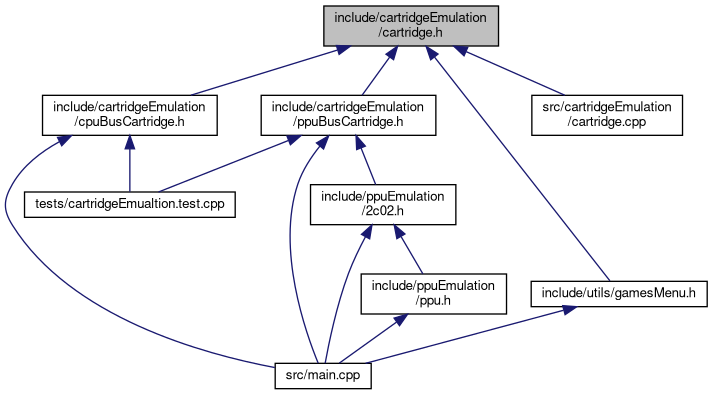 include/cartridgeEmulation
/cartridge.h
include/cartridgeEmulation
/cpuBusCartridge.h
include/cartridgeEmulation
/ppuBusCartridge.h
src/cartridgeEmulation
/cartridge.cpp
tests/cartridgeEmualtion.test.cpp
include/ppuEmulation
/2c02.h
include/ppuEmulation
/ppu.h
include/utils/gamesMenu.h
src/main.cpp